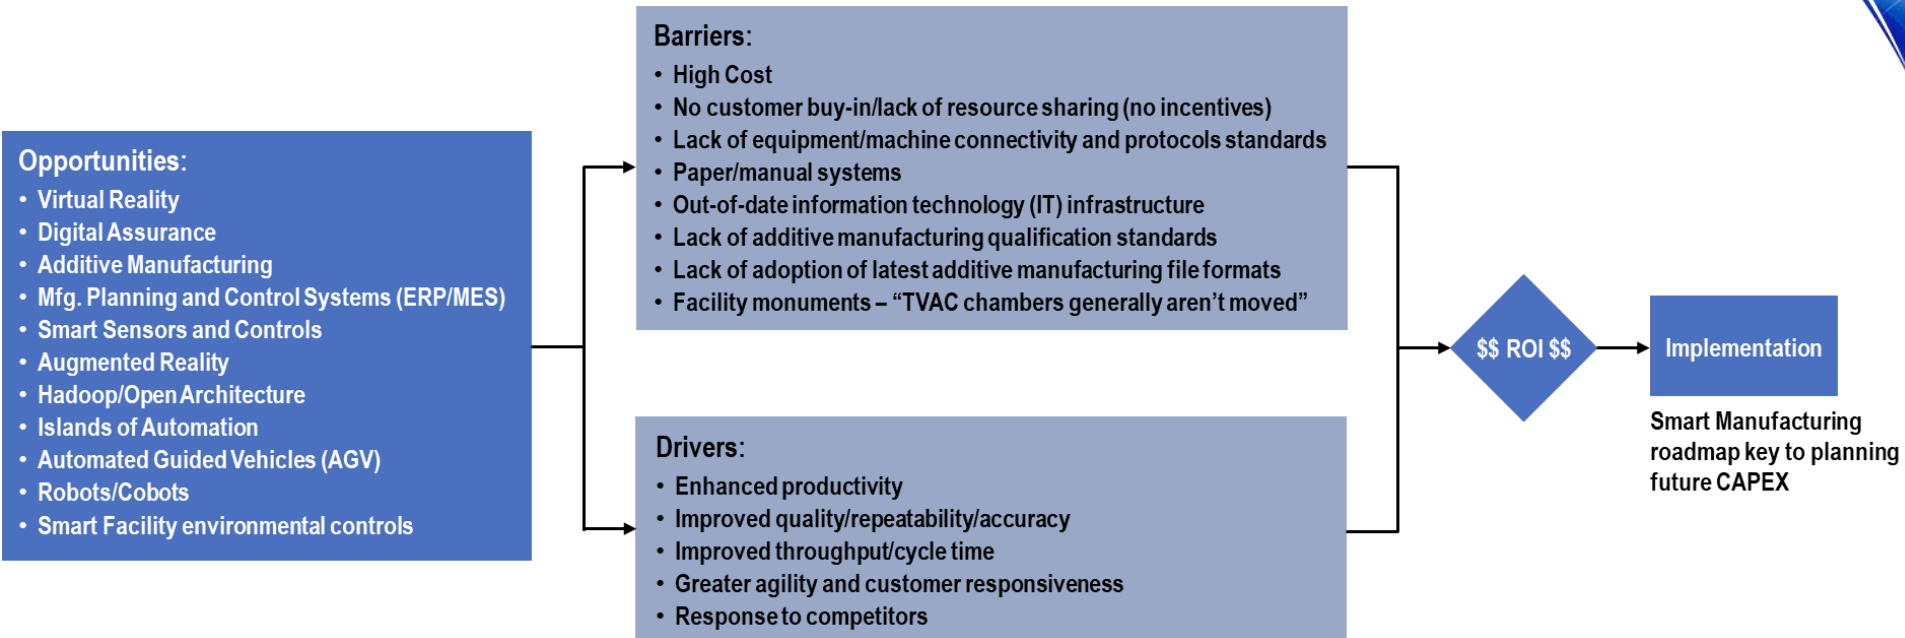 Opportunities:
• Virtual Reality
• Digital Assurance
• Additive Manufacturing
• Mfg. Planning and Control Systems (ERP/MES)
• Smart Sensors and Controls
• Augmented Reality
• Hadoop/Open Architecture
• Islands of Automation
• Automated Guided Vehicles (AGV)
• Robots/Cobots
• Smart Facility environmental controls
Barriers:
• High Cost
• No customer buy-in/lack of resource sharing (no incentives)
• Lack of equipment/machine connectivity and protocols standards
• Paper/manual systems
• Out-of-date information technology (IT) infrastructure
• Lack of additive manufacturing qualification standards
• Lack of adoption of latest additive manufacturing file formats
• Facility monuments – “TVAC chambers generally aren’t moved”
Drivers:
• Enhanced productivity
• Improved quality/repeatability/accuracy
• Improved throughput/cycle time
• Greater agility and customer responsiveness
• Response to competitors
$$ ROI $$
Implementation
Smart Manufacturing
roadmap key to planning
future CAPEX